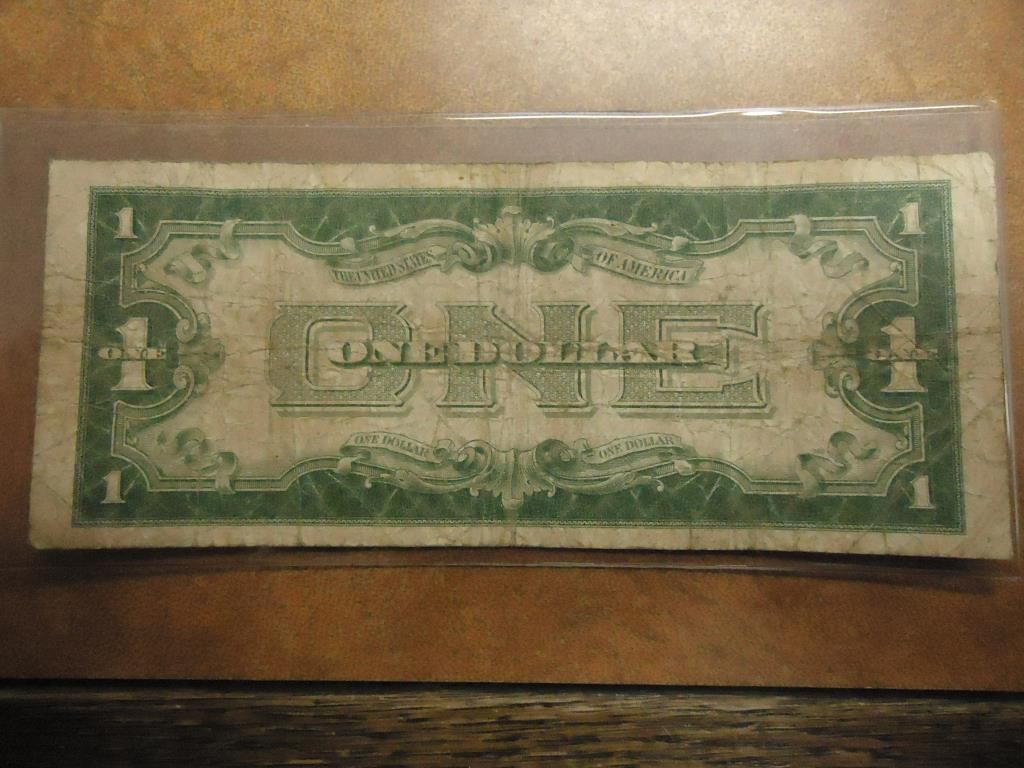 1 1
THE UNITED STATES OF AMERICA
ONE
ONE DOLLAR
1 ONE 1 ONE
ONE DOLLAR ONE DOLLAR
1 1